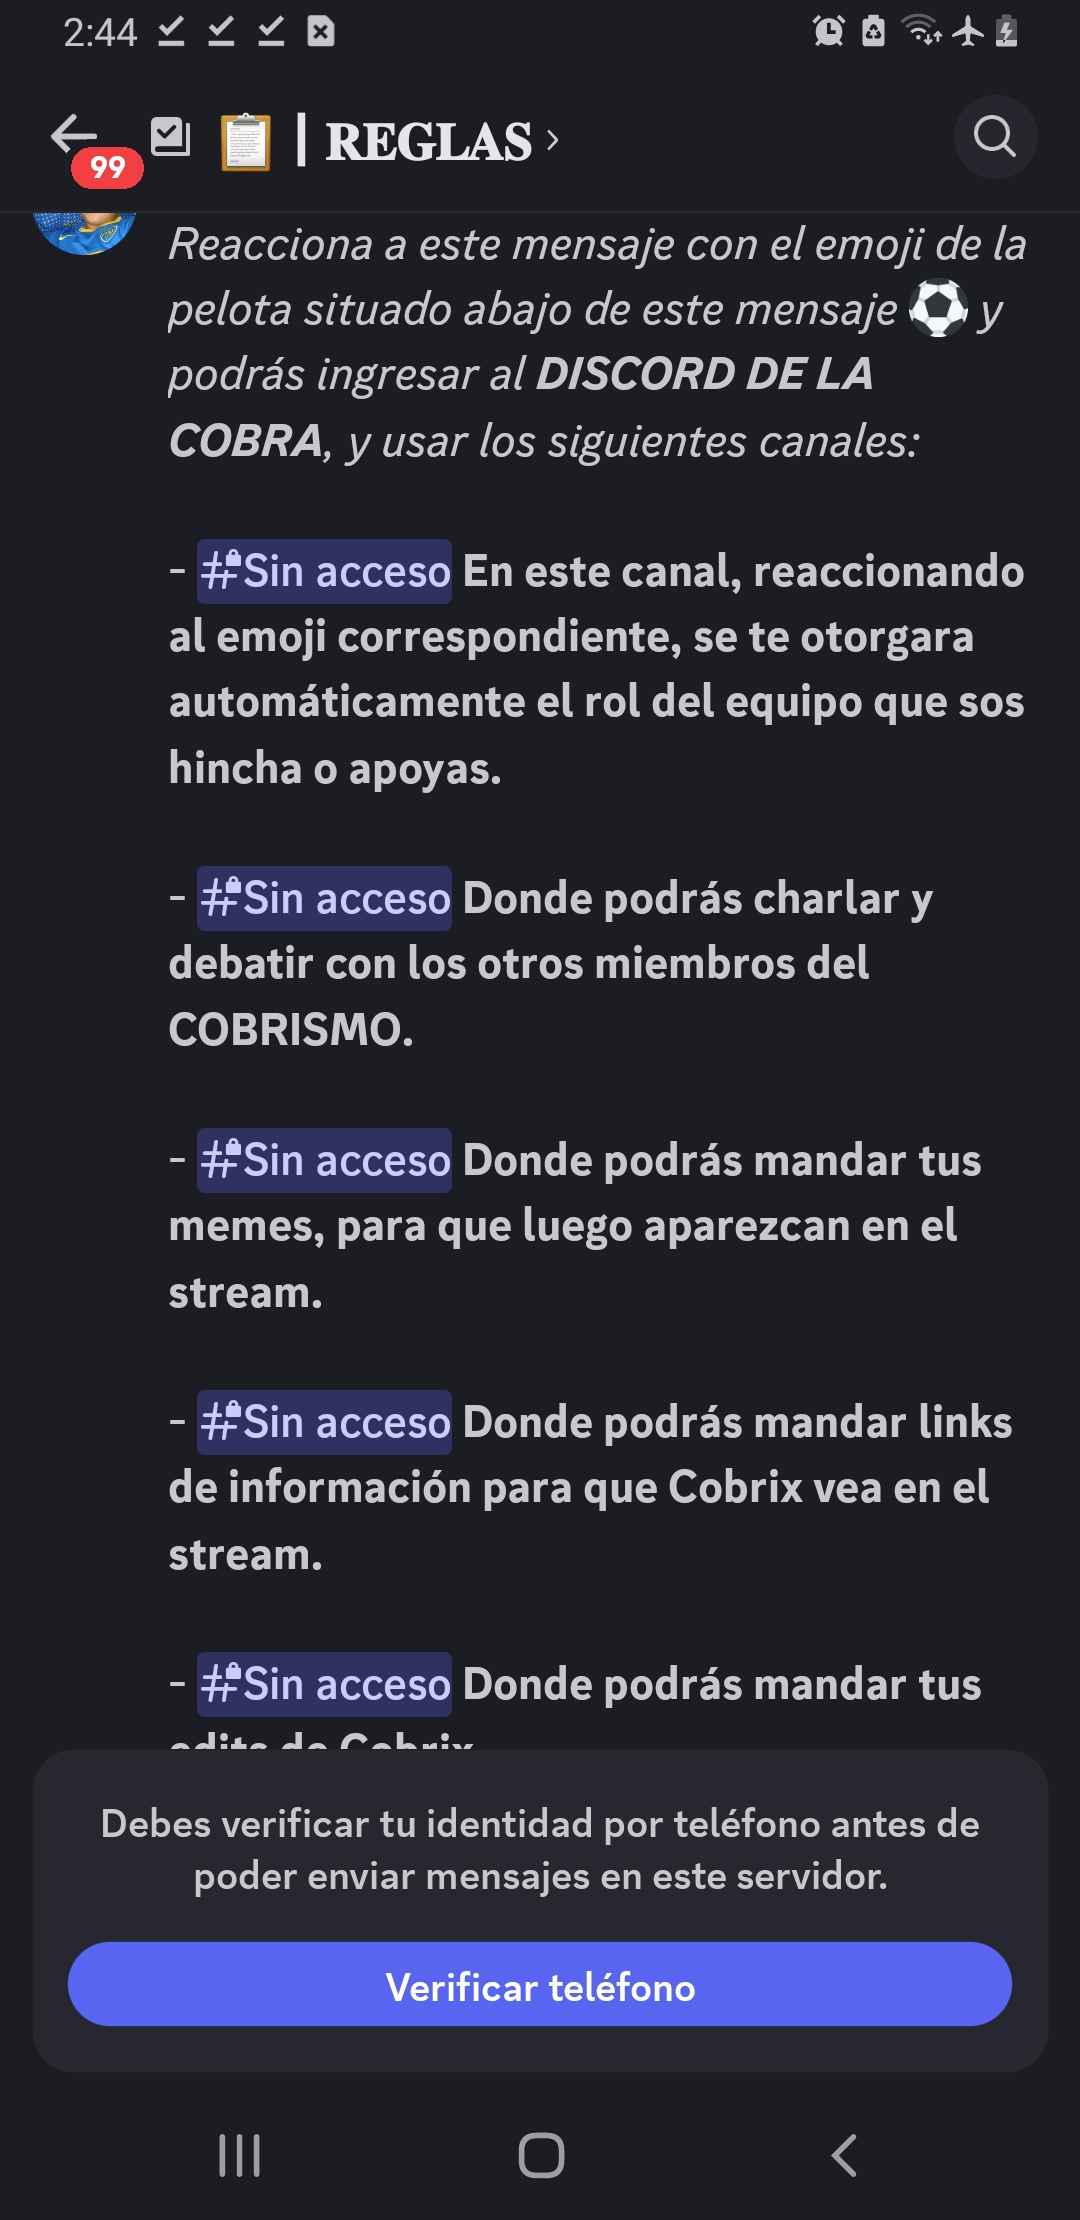 2:44
| REGLAS ›
99
Reacciona a este mensaje con el emoji de la
pelota situado abajo de este mensaje ⚽ y
podrás ingresar al DISCORD DE LA
COBRA, y usar los siguientes canales:
- #Sin acceso En este canal, reaccionando
al emoji correspondiente, se te otorgara
automáticamente el rol del equipo que sos
hincha o apoyas.
- #Sin acceso Donde podrás charlar y
debatir con los otros miembros del
COBRISMO.
- #Sin acceso Donde podrás mandar tus
memes, para que luego aparezcan en el
stream.
- #Sin acceso Donde podrás mandar links
de información para que Cobrix vea en el
stream.
- #Sin acceso Donde podrás mandar tus
edits de Cobrix
Debes verificar tu identidad por teléfono antes de
poder enviar mensajes en este servidor.
Verificar teléfono